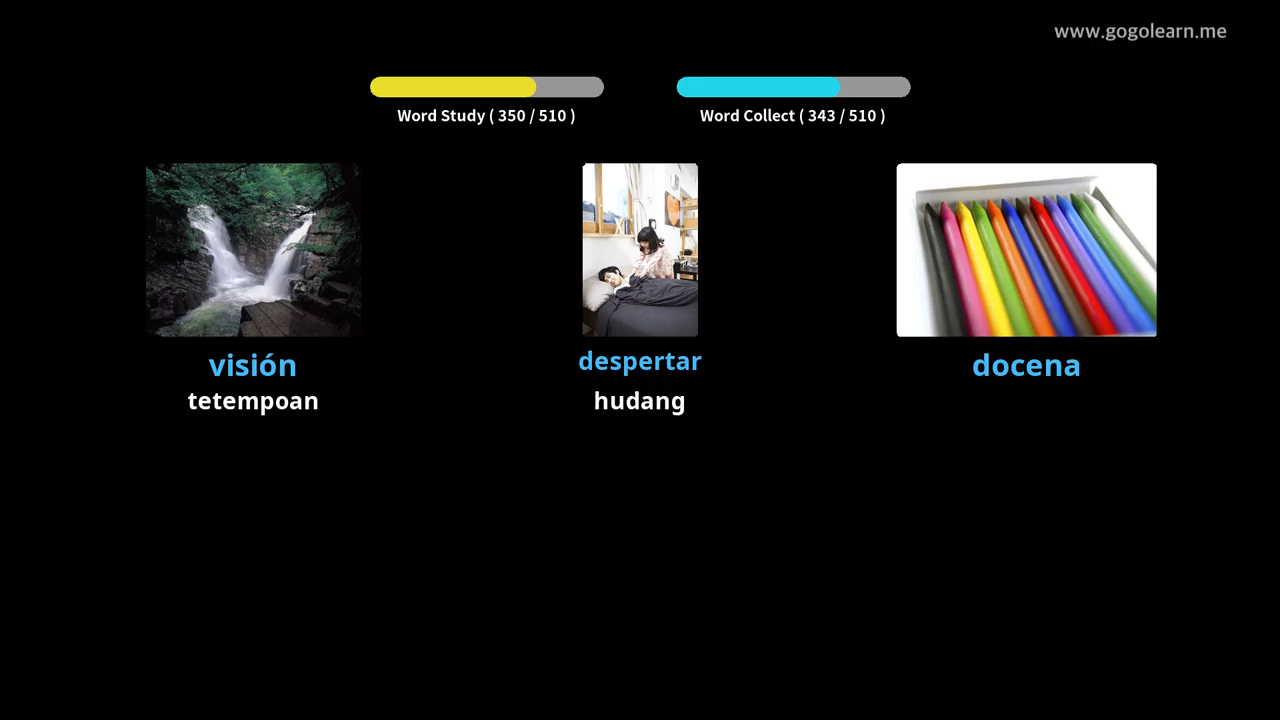 www.gogolearn.me
Word Study ( 350 / 510 )
Word Collect ( 343 / 510 )
visión
tetempoan
despertar
hudang
docena